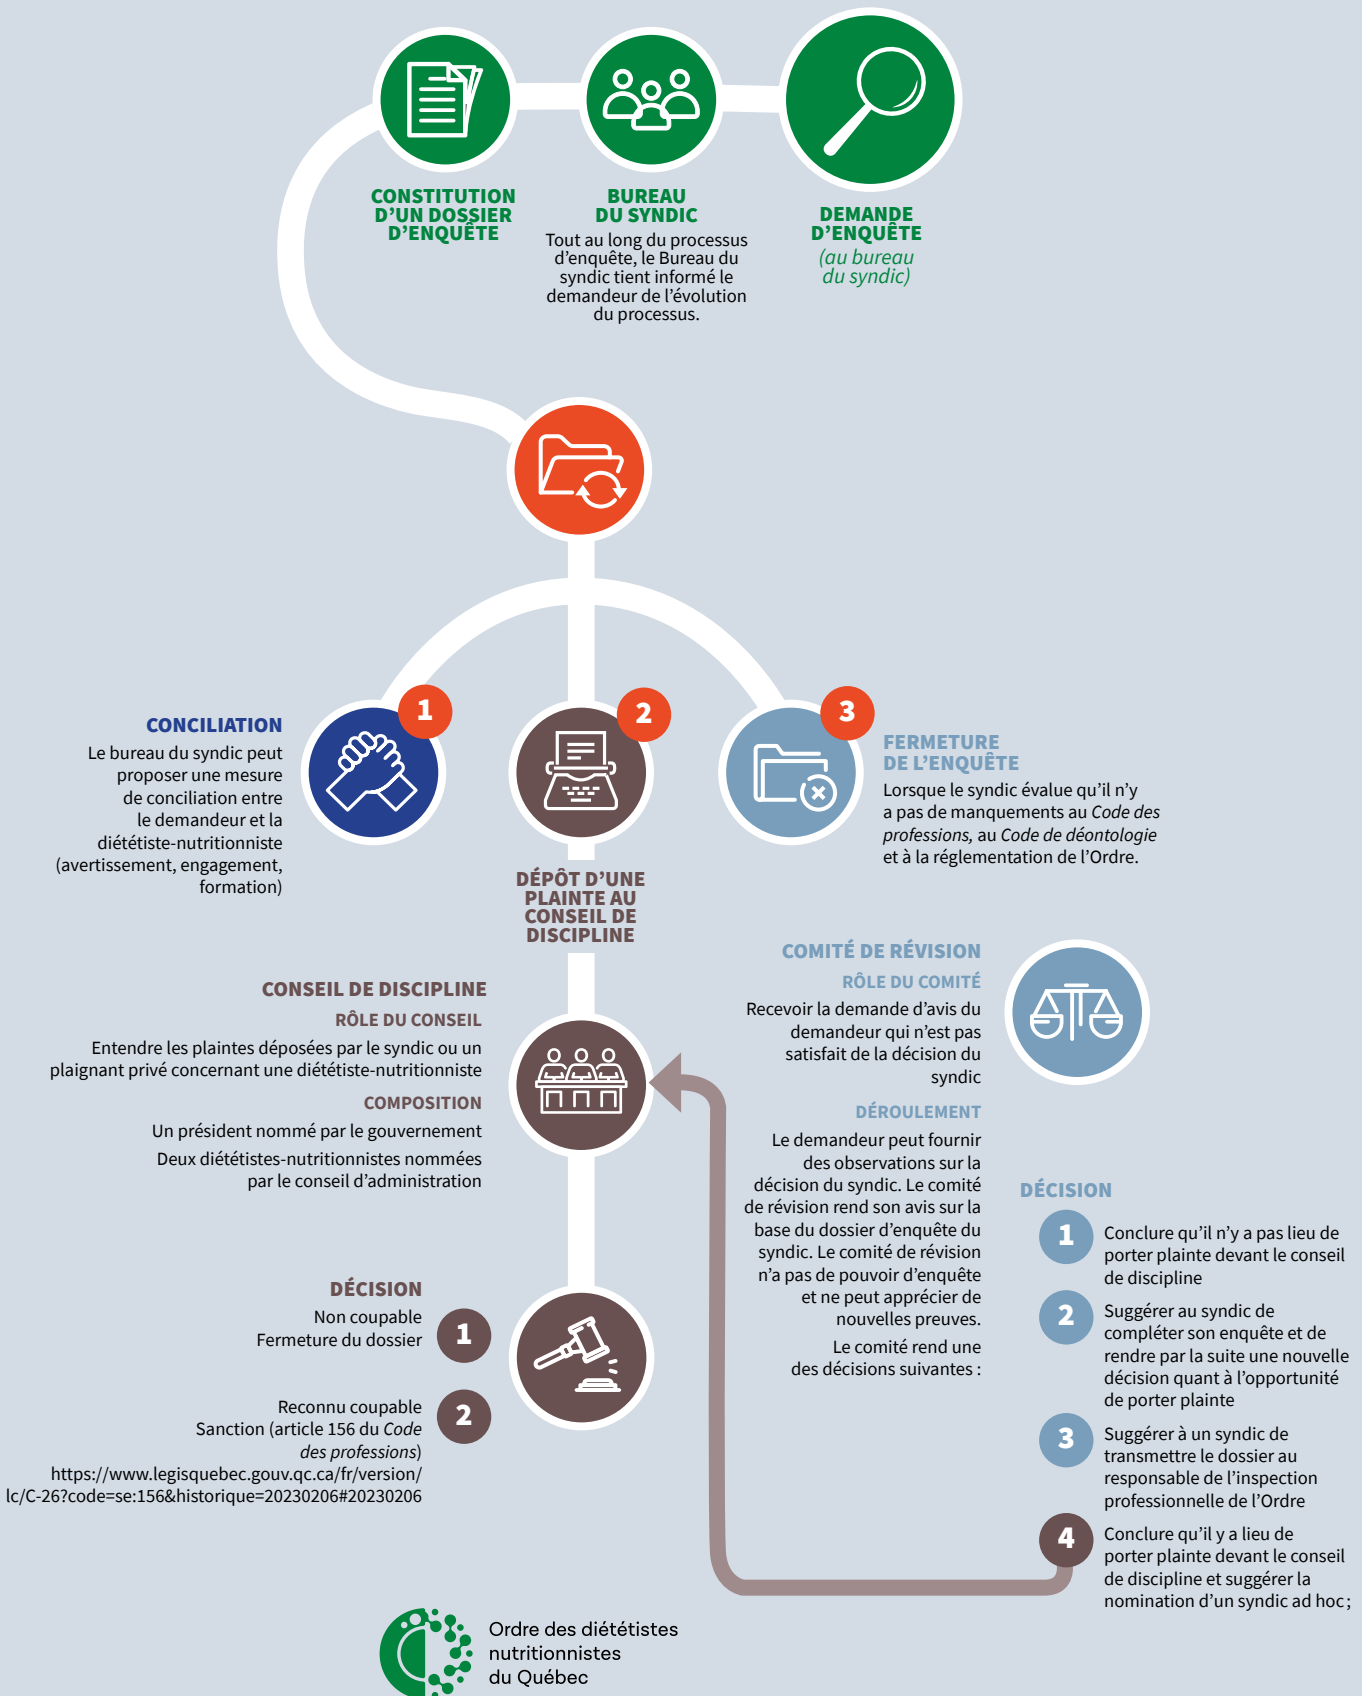 CONSTITUTION
D’UN DOSSIER
D’ENQUÊTE
BUREAU
DU SYNDIC
Tout au long du processus
d’enquête, le Bureau du
syndic tient informé le
demandeur de l’évolution
du processus.
DEMANDE
D’ENQUÊTE
(au bureau
du syndic)
1
CONCILIATION
Le bureau du syndic peut
proposer une mesure
de conciliation entre
le demandeur et la
diététiste-nutritionniste
(avertissement, engagement,
formation)
2
DÉPÔT D’UNE
PLAINTE AU
CONSEIL DE
DISCIPLINE
3
FERMETURE
DE L’ENQUÊTE
Lorsque le syndic évalue qu’il n’y
a pas de manquements au Code des
professions, au Code de déontologie
et à la réglementation de l’Ordre.
CONSEIL DE DISCIPLINE
RÔLE DU CONSEIL
Entendre les plaintes déposées par le syndic ou un
plaignant privé concernant une diététiste-nutritionniste
COMPOSITION
Un président nommé par le gouvernement
Deux diététistes-nutritionnistes nommées
par le conseil d’administration
DÉCISION
Non coupable
Fermeture du dossier
1
Reconnu coupable
Sanction (article 156 du Code
des professions)
https://www.legisquebec.gouv.qc.ca/fr/version/
lc/C-26?code=se:156&historique=20230206#20230206
2
COMITÉ DE RÉVISION
RÔLE DU COMITÉ
Recevoir la demande d’avis du
demandeur qui n’est pas
satisfait de la décision du
syndic
DÉROULEMENT
Le demandeur peut fournir
des observations sur la
décision du syndic. Le comité
de révision rend son avis sur la
base du dossier d’enquête du
syndic. Le comité de révision
n’a pas de pouvoir d’enquête
et ne peut apprécier de
nouvelles preuves.
Le comité rend une
des décisions suivantes :
DÉCISION
1
Conclure qu’il n’y a pas lieu de
porter plainte devant le conseil
de discipline
2
Suggérer au syndic de
compléter son enquête et de
rendre par la suite une nouvelle
décision quant à l’opportunité
de porter plainte
3
Suggérer à un syndic de
transmettre le dossier au
responsable de l’inspection
professionnelle de l’Ordre
4
Conclure qu’il y a lieu de
porter plainte devant le conseil
de discipline et suggérer la
nomination d’un syndic ad hoc ;
Ordre des diététistes
nutritionnistes
du Québec